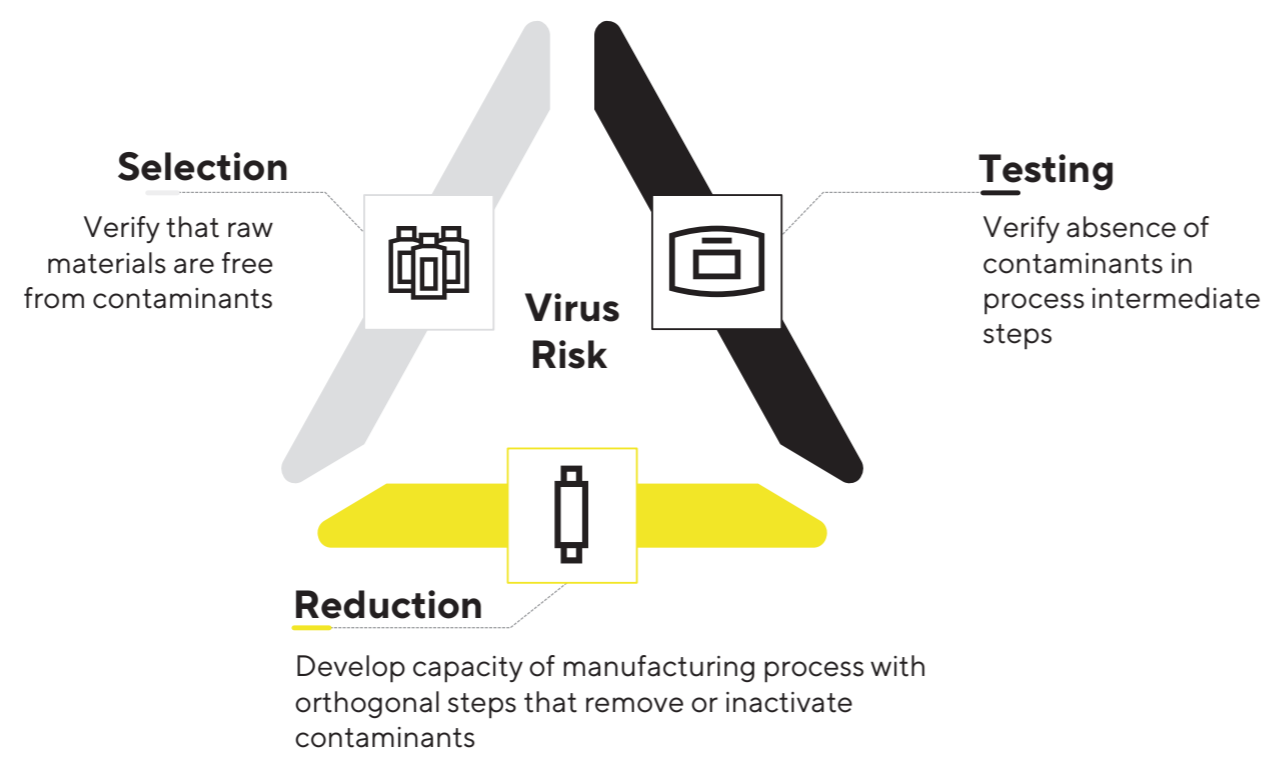 Selection
Verify that raw
materials are free
from contaminants
Virus
Risk
Testing
Verify absence of
contaminants in
process intermediate
steps
Reduction
Develop capacity of manufacturing process with
orthogonal steps that remove or inactivate
contaminants